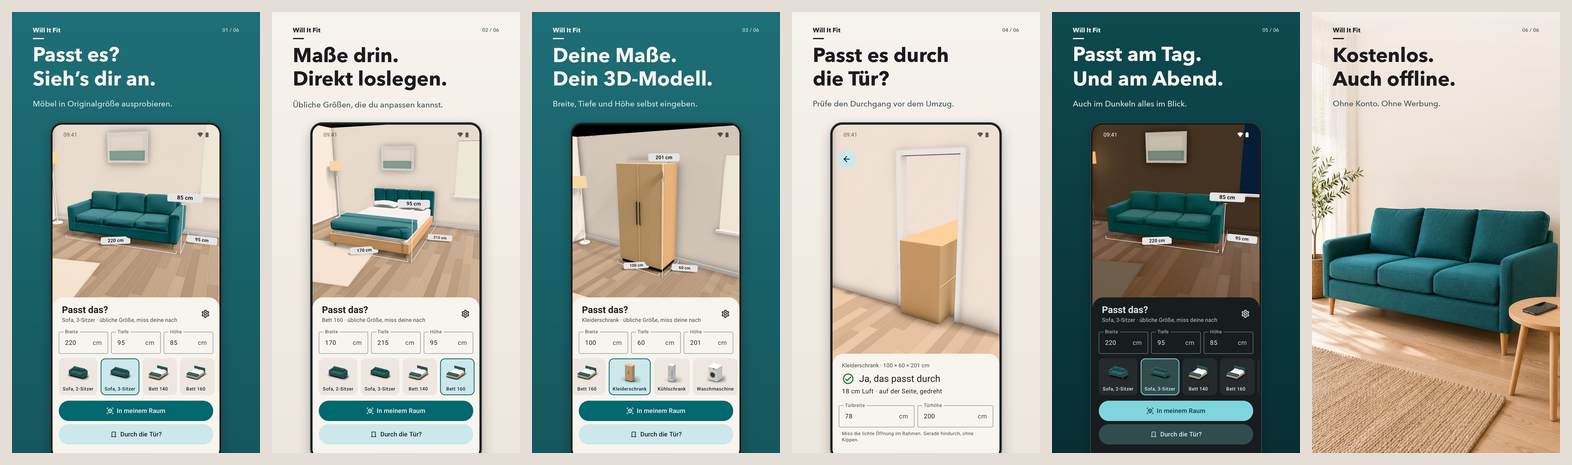 Will It Fit
01 / 06
Passt es?
Sieh's dir an.
Möbel in Originalgröße ausprobieren.
09:41
85 cm
220 cm
95 cm
Passt das?
Sofa, 3-Sitzer · übliche Größe, miss deine nach
Breite
Tiefe
Höhe
220 cm
95 cm
85 cm
Sofa, 2-Sitzer
Sofa, 3-Sitzer
Bett 140
Bett 160
In meinem Raum
Durch die Tür?
Will It Fit
02 / 06
Maße drin.
Direkt loslegen.
Übliche Größen, die du anpassen kannst.
09:41
95 cm
215 cm
170 cm
Passt das?
Bett 160 · übliche Größe, miss deine nach
Breite
Tiefe
Höhe
170 cm
215 cm
95 cm
Sofa, 2-Sitzer
Sofa, 3-Sitzer
Bett 140
Bett 160
In meinem Raum
Durch die Tür?
Will It Fit
03 / 06
Deine Maße.
Dein 3D-Modell.
Breite, Tiefe und Höhe selbst eingeben.
09:41
201 cm
100 cm
60 cm
Passt das?
Kleiderschrank · übliche Größe, miss deine nach
Breite
Tiefe
Höhe
100 cm
60 cm
201 cm
Bett 160
Kleiderschrank
Kühlschrank
Waschmaschine
In meinem Raum
Durch die Tür?
Will It Fit
04 / 06
Passt es durch
die Tür?
Prüfe den Durchgang vor dem Umzug.
09:41
Kleiderschrank · 100 × 60 × 201 cm
Ja, das passt durch
18 cm Luft · auf der Seite, gedreht
Türbreite
Türhöhe
78 cm
200 cm
Miss die lichte Öffnung im Rahmen. Gerade hindurch, ohne
Kippen.
Will It Fit
05 / 06
Passt am Tag.
Und am Abend.
Auch im Dunkeln alles im Blick.
09:41
85 cm
220 cm
95 cm
Passt das?
Sofa, 3-Sitzer · übliche Größe, miss deine nach
Breite
Tiefe
Höhe
220 cm
95 cm
85 cm
Sofa, 2-Sitzer
Sofa, 3-Sitzer
Bett 140
Bett 160
In meinem Raum
Durch die Tür?
Will It Fit
06 / 06
Kostenlos.
Auch offline.
Ohne Konto. Ohne Werbung.